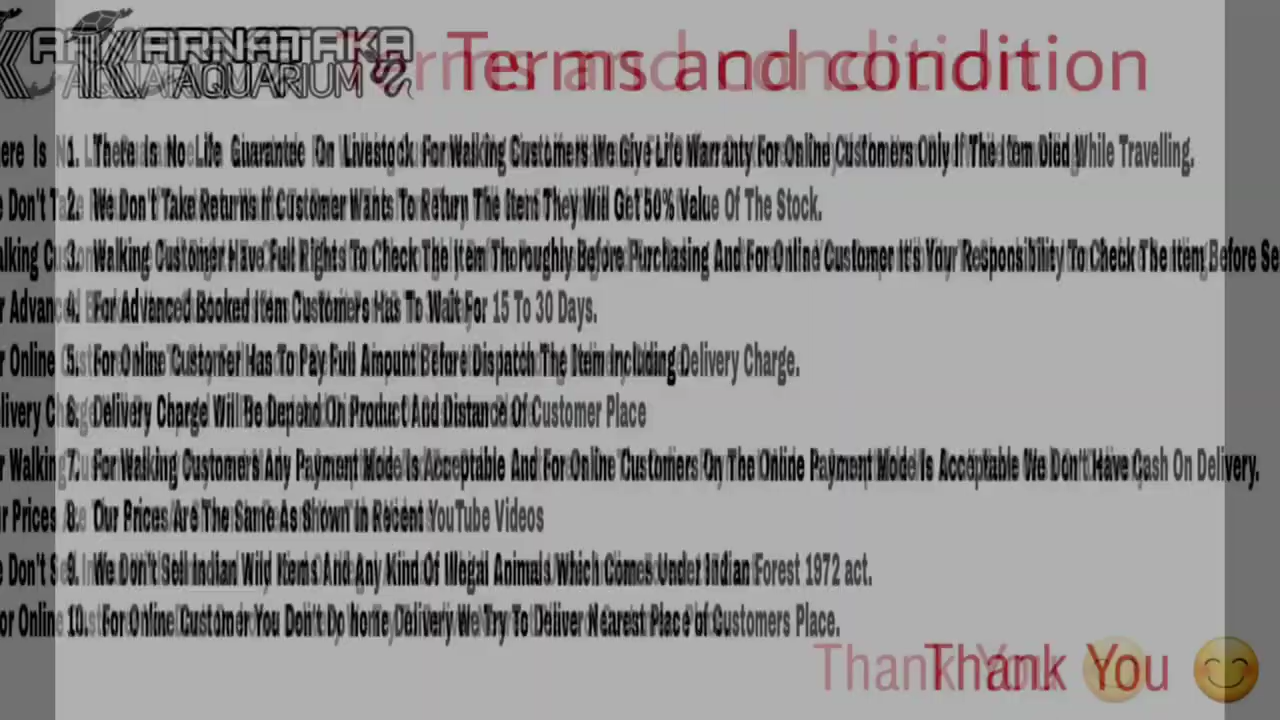 KARNATAKA
AQUARIUM
Terms and condition
1. There Is No Life Guarantee On Livestock For Walking Customers We Give Life Warranty For Online Customers Only If The Item Died While Travelling.
2. We Don't Take Returns If Customer Wants To Return The Item They Will Get 50% Value Of The Stock.
3. Walking Customer Have Full Rights To Check The Item Thoroughly Before Purchasing And For Online Customer It's Your Responsibility To Check The Item Before Se
4. For Advanced Booked Item Customers Has To Wait For 15 To 30 Days.
5. For Online Customer Has To Pay Full Amount Before Dispatch The Item Including Delivery Charge.
6. Delivery Charge Will Be Depend On Product And Distance Of Customer Place
7. For Walking Customers Any Payment Mode Is Acceptable And For Online Customers On The Online Payment Mode Is Acceptable We Don't Have Cash On Delivery.
8. Our Prices Are The Same As Shown In Recent YouTube Videos
9. We Don't Sell Indian Wild Items And Any Kind Of Illegal Animals Which Comes Under Indian Forest 1972 act.
10. For Online Customer You Don't Do home Delivery We Try To Deliver Nearest Place of Customers Place.
Thank You 😊